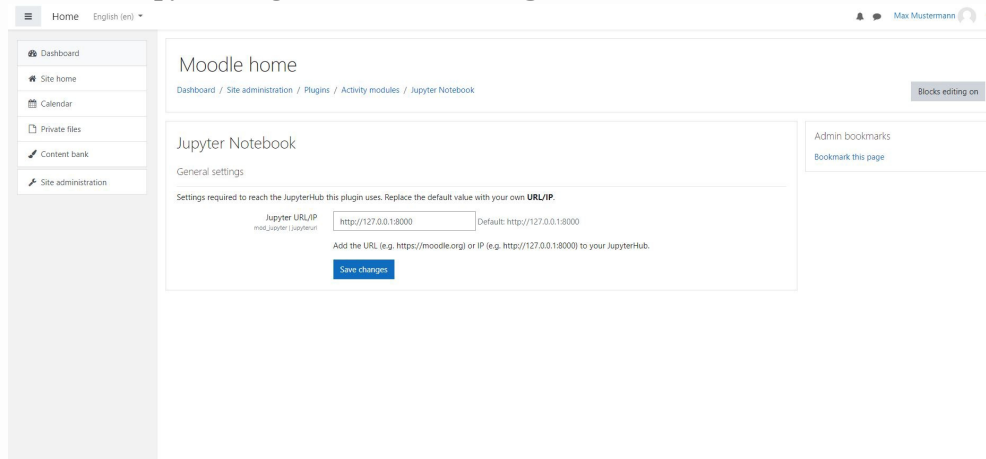 Home English (en)
Max Mustermann
Dashboard
Site home
Calendar
Private files
Content bank
Site administration
Moodle home
Dashboard / Site administration / Plugins / Activity modules / Jupyter Notebook
Blocks editing on
Jupyter Notebook
General settings
Settings required to reach the JupyterHub this plugin uses. Replace the default value with your own URL/IP.
Jupyter URL/IP
mod_jupyter | jupyterurl
http://127.0.0.1:8000 Default: http://127.0.0.1:8000
Add the URL (e.g. https://moodle.org) or IP (e.g. http://127.0.0.1:8000) to your JupyterHub.
Save changes
Admin bookmarks
Bookmark this page